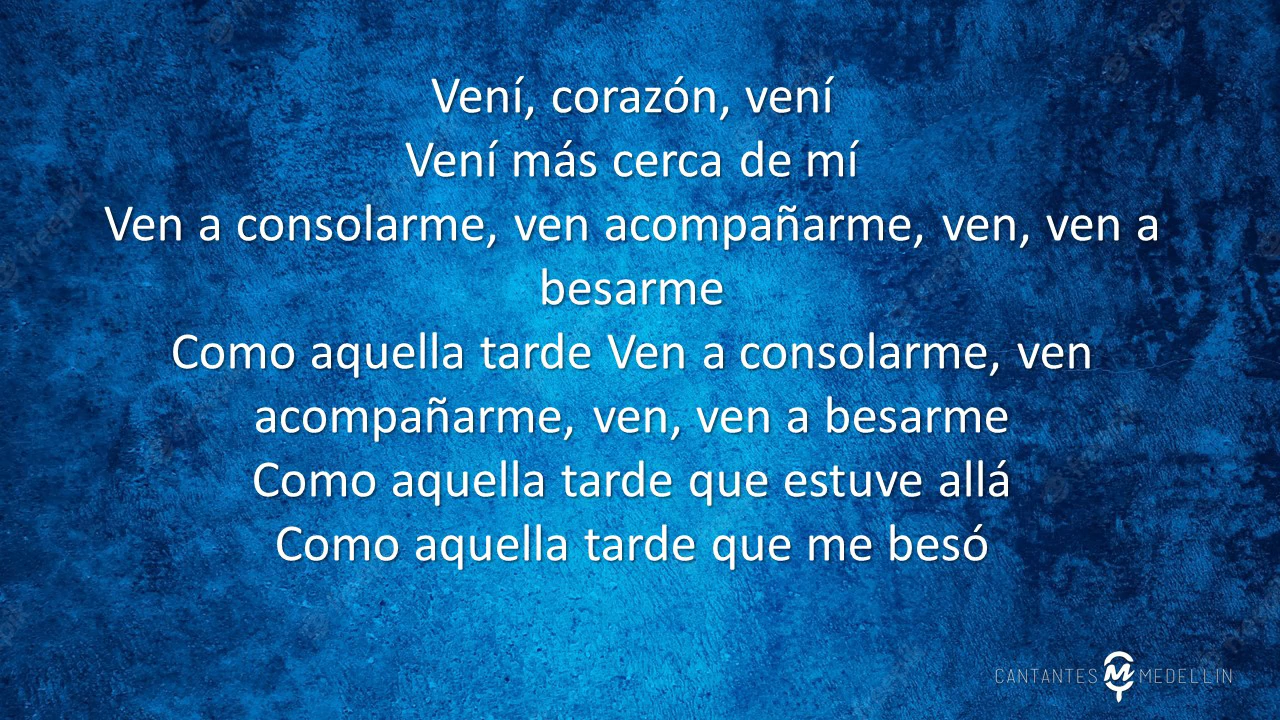 Vení, corazón, vení
Vení más cerca de mí
Ven a consolarme, ven acompañarme, ven, ven a
besarme
Como aquella tarde Ven a consolarme, ven
acompañarme, ven, ven a besarme
Como aquella tarde que estuve allá
Como aquella tarde que me besó
CANTANTES MEDELLIN